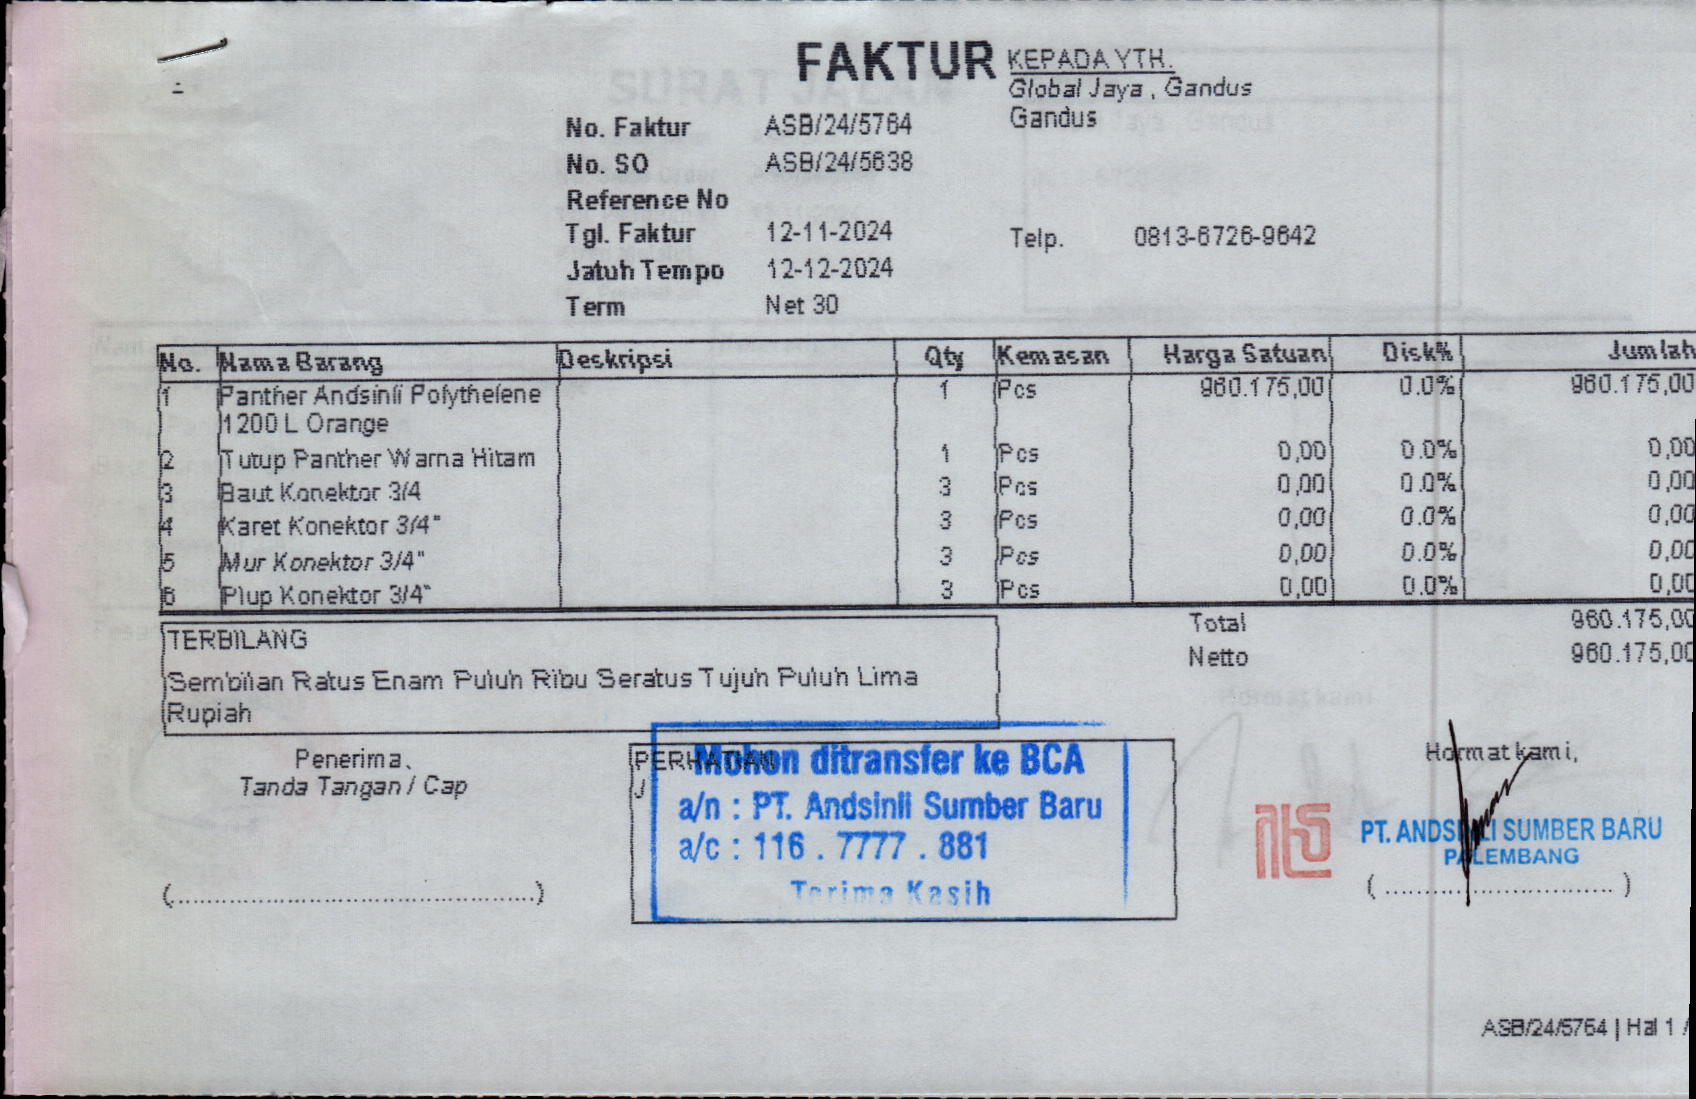 FAKTUR
KEPADA YTH.
Global Jaya , Gandus
Gandus
No. Faktur ASB/24/5764
No. SO ASB/24/5638
Reference No
Tgl. Faktur 12-11-2024
Telp. 0813-6726-9642
Jatuh Tempo 12-12-2024
Term Net 30
No. Nama Barang Deskripsi Qty Kemasan Harga Satuan Disk% Jumlah
1 Panther Andsinli Polythelene 1 Pcs 960.175,00 0.0% 960.175,00
1200 L Orange
2 Tutup Panther Warna Hitam 1 Pcs 0,00 0.0% 0,00
3 Baut Konektor 3/4 3 Pcs 0,00 0.0% 0,00
4 Karet Konektor 3/4" 3 Pcs 0,00 0.0% 0,00
5 Mur Konektor 3/4" 3 Pcs 0,00 0.0% 0,00
6 Plup Konektor 3/4" 3 Pcs 0,00 0.0% 0,00
Total 960.175,00
Netto 960.175,00
TERBILANG
Sembilan Ratus Enam Puluh Ribu Seratus Tujuh Puluh Lima
Rupiah
Penerima,
Tanda Tangan / Cap
(..............................................)
PERHATIAN
Mohon ditransfer ke BCA
a/n : PT. Andsinli Sumber Baru
a/c : 116 . 7777 . 881
Terima Kasih
Hormat kami,
PT. ANDSINLI SUMBER BARU
PALEMBANG
( ............................. )
ASB/24/5764 | Hal 1 /